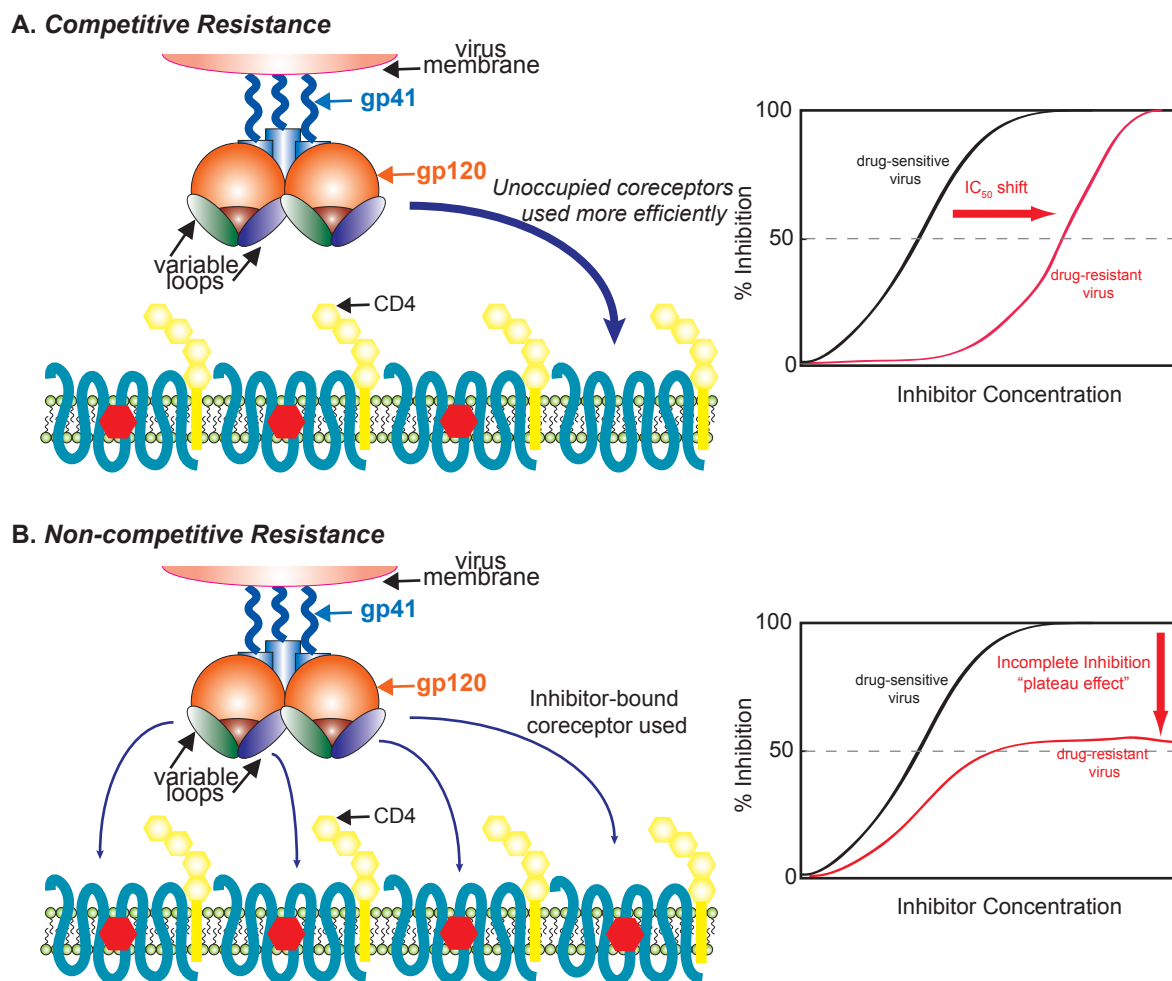 A. Competitive Resistance
virus
membrane
gp41
gp120
Unoccupied coreceptors
used more efficiently
variable
loops
CD4
100
drug-sensitive
virus
IC50 shift
50
drug-resistant
virus
0
% Inhibition
Inhibitor Concentration
B. Non-competitive Resistance
virus
membrane
gp41
gp120
Inhibitor-bound
coreceptor used
variable
loops
CD4
100
drug-sensitive
virus
Incomplete Inhibition
“plateau effect”
50
drug-resistant
virus
0
% Inhibition
Inhibitor Concentration